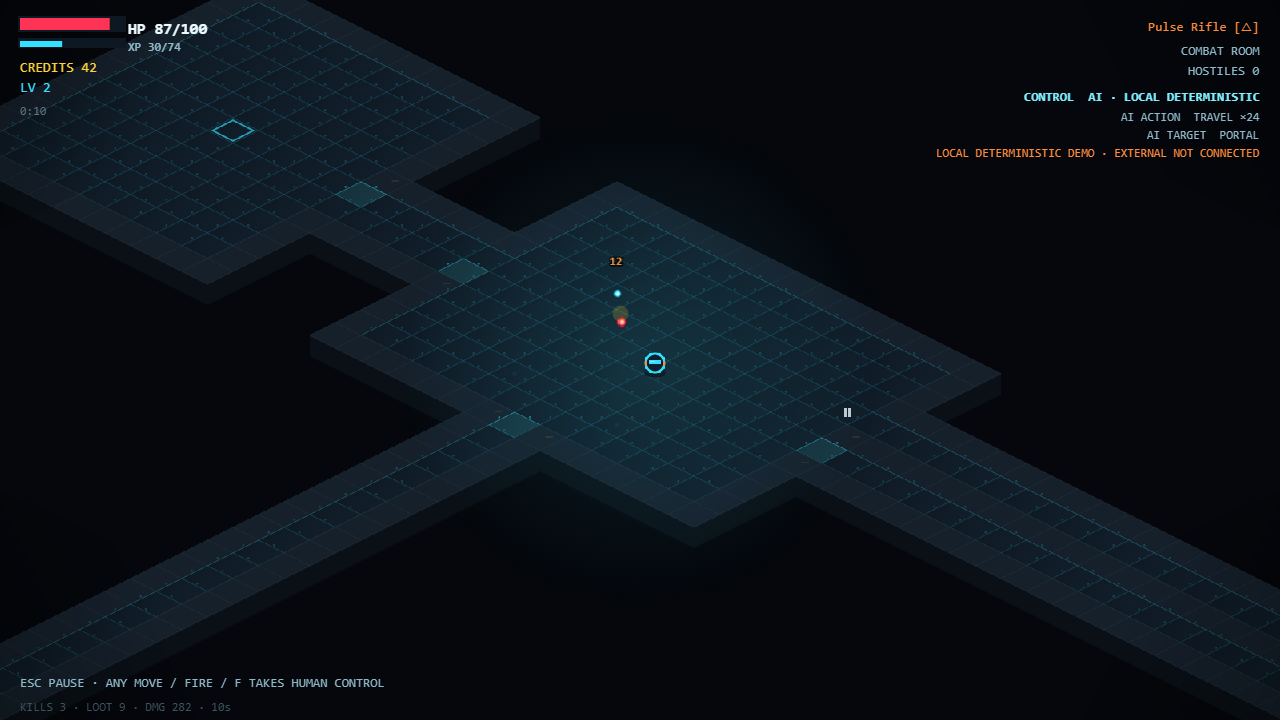 HP 87/100
XP 30/74
CREDITS 42
LV 2
0:10
Pulse Rifle [△]
COMBAT ROOM
HOSTILES 0
CONTROL AI · LOCAL DETERMINISTIC
AI ACTION TRAVEL ×24
AI TARGET PORTAL
LOCAL DETERMINISTIC DEMO · EXTERNAL NOT CONNECTED
12
ESC PAUSE · ANY MOVE / FIRE / F TAKES HUMAN CONTROL
KILLS 3 · LOOT 9 · DMG 282 · 10s